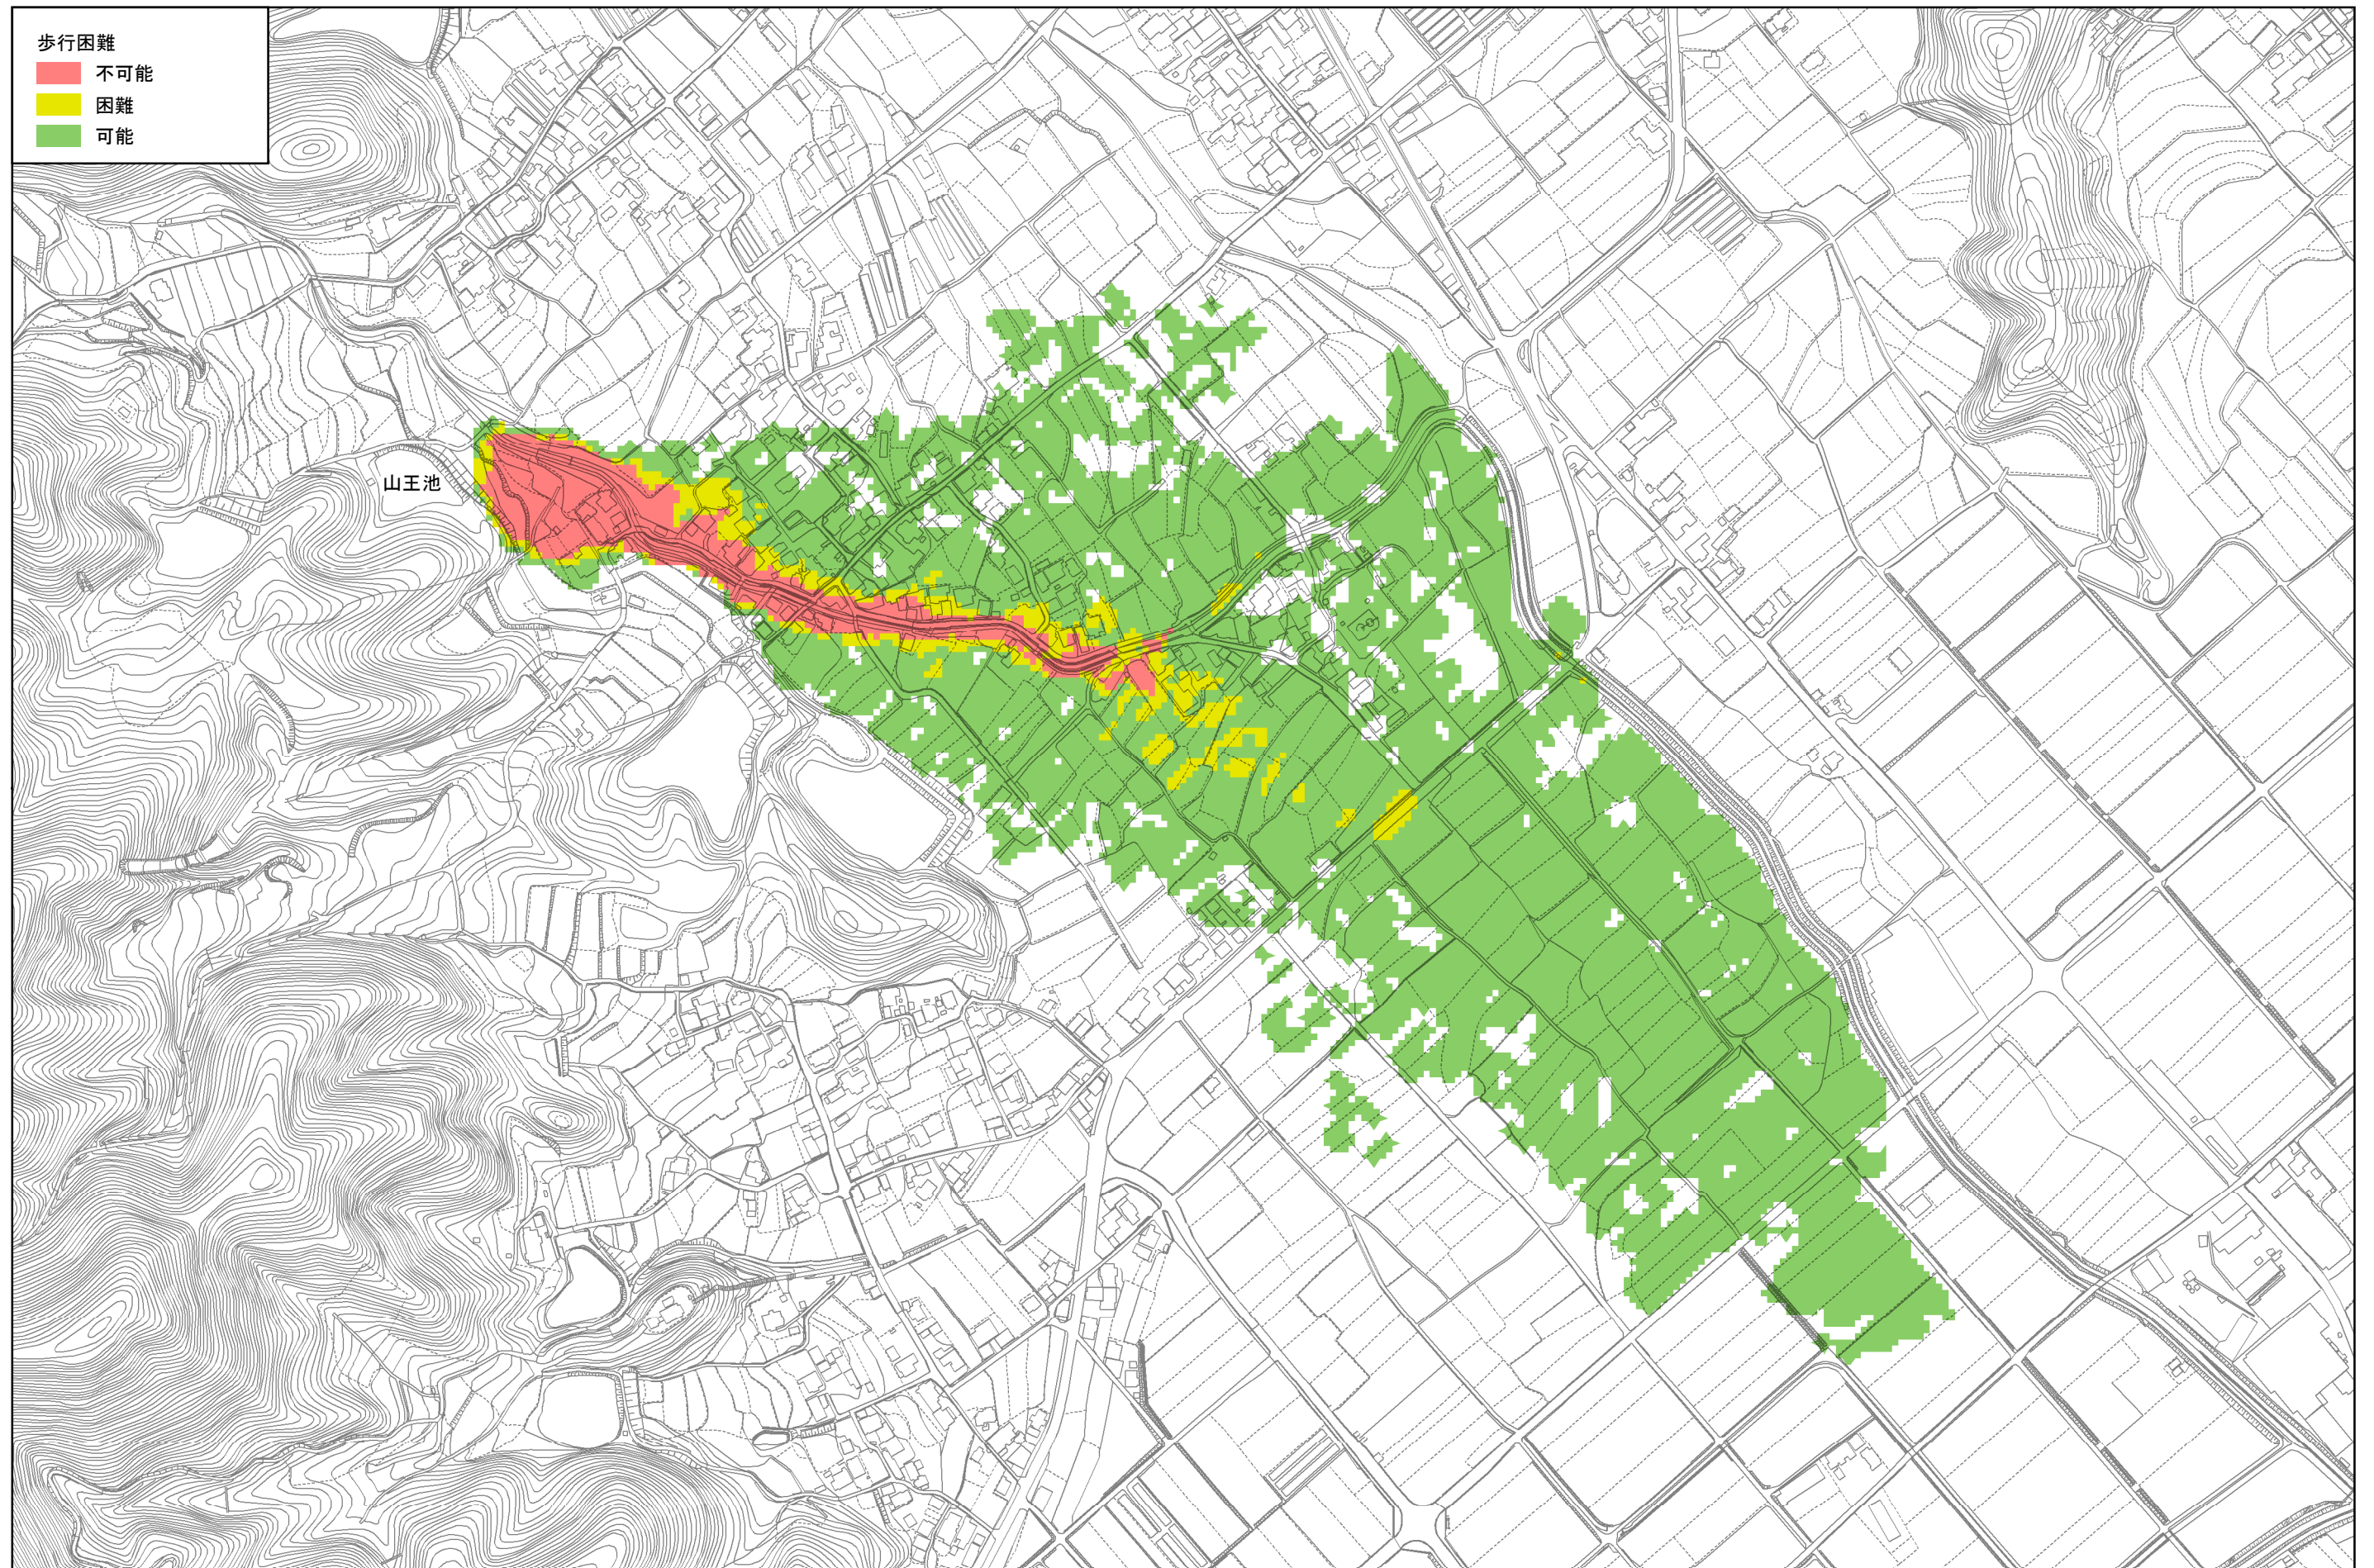 歩行困難
不可能
困難
可能
山王池